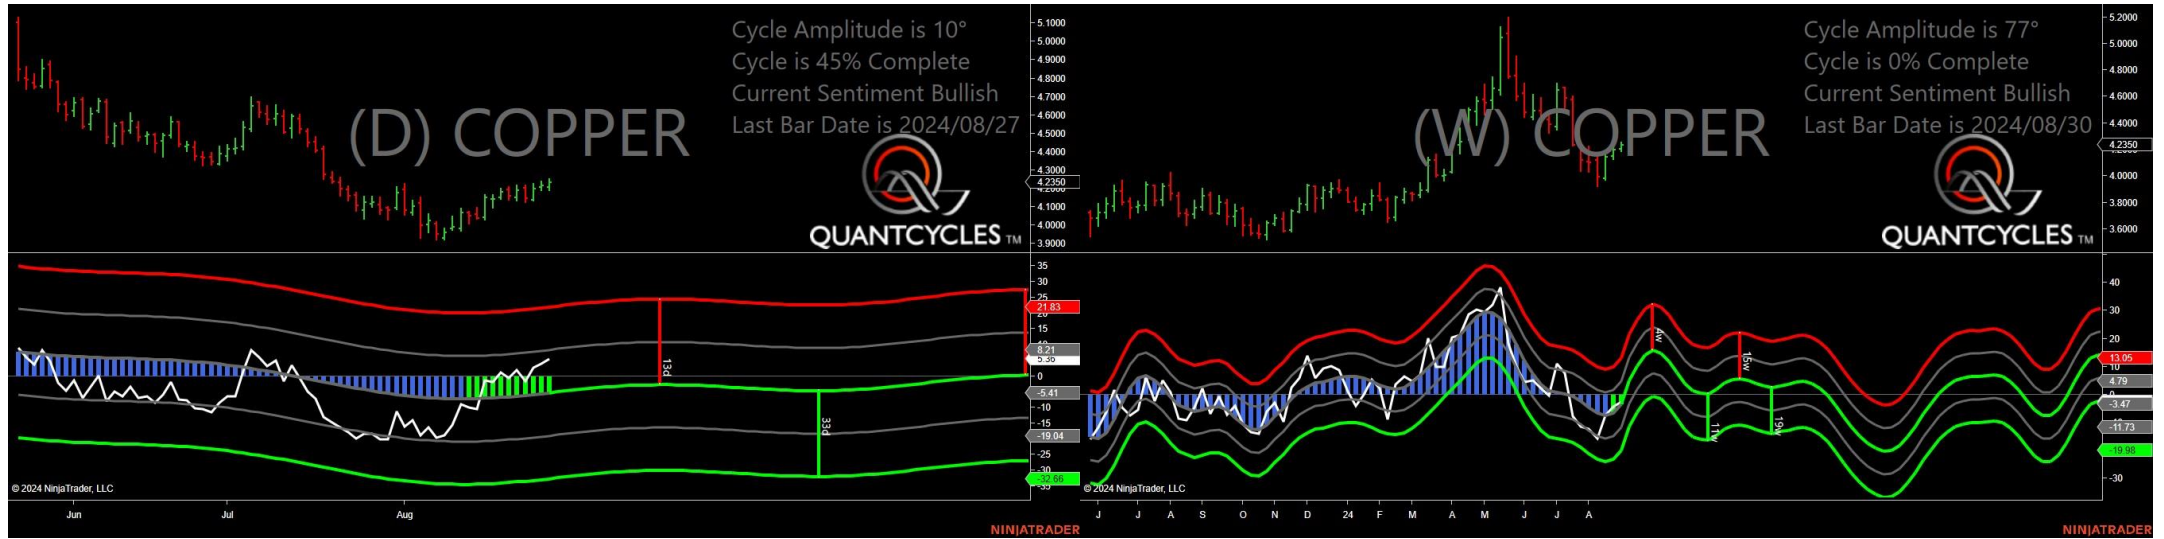 Cycle Amplitude is 10°
Cycle is 45% Complete
Current Sentiment Bullish
Last Bar Date is 2024/08/27
(D) COPPER
QUANTCYCLES TM
5.1000
5.0000
4.9000
4.8000
4.7000
4.6000
4.5000
4.4000
4.3000
4.2350
4.1000
4.0000
3.9000
35
30
25
21.83
20
15
8.21
5.36
0
-5.41
-10
-15
-19.04
-25
-30
-32.66
13d
33d
© 2024 NinjaTrader, LLC
Jun Jul Aug
NINJATRADER
Cycle Amplitude is 77°
Cycle is 0% Complete
Current Sentiment Bullish
Last Bar Date is 2024/08/30
(W) COPPER
QUANTCYCLES TM
5.2000
5.0000
4.8000
4.6000
4.4000
4.2350
4.0000
3.8000
3.6000
40
30
20
13.05
10
4.79
-3.47
-11.73
-19.98
-30
4w
15w
11w
19w
© 2024 NinjaTrader, LLC
J J A S O N D 24 F M A M J J A
NINJATRADER